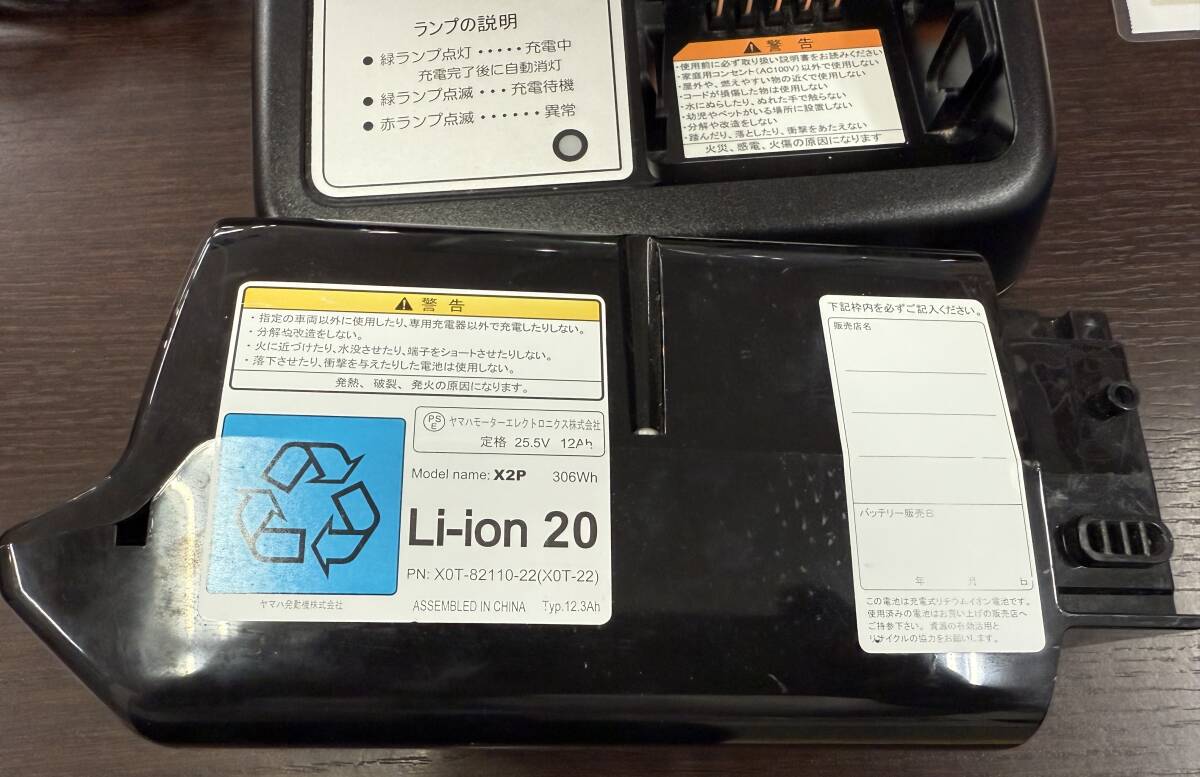 ランプの説明
● 緑ランプ点灯・・・・・充電中
充電完了後に自動消灯
● 緑ランプ点滅・・・充電待機
● 赤ランプ点滅・・・・・・異常
警告
・使用前に必ず取り扱い説明書をお読みください
・家庭用コンセント(AC100V)以外で使用しない
・屋外や、燃えやすい物の近くで使用しない
・コードが損傷した物は使用しない
・水にぬらしたり、ぬれた手で触らない
・幼児やペットがいる場所に設置しない
・分解や改造をしない
・踏んだり、落としたり、衝撃をあたえない
火災、感電、火傷の原因になります
警告
・指定の車両以外に使用したり、専用充電器以外で充電したりしない。
・分解や改造をしない。
・火に近づけたり、水没させたり、端子をショートさせたりしない。
・落下させたり、衝撃を与えたりした電池は使用しない。
発熱、破裂、発火の原因になります。
PSE ヤマハモーターエレクトロニクス株式会社
定格 25.5V 12Ah
Model name: X2P 306Wh
Li-ion 20
PN: X0T-82110-22(X0T-22)
ASSEMBLED IN CHINA Typ.12.3Ah
ヤマハ発動機株式会社
下記枠内を必ずご記入ください。
販売店名
バッテリー販売日
年 月 日
この電池は充電式リチウムイオン電池です。
使用済みの電池はお買い上げの販売店へ
ご持参下さい。資源の有効活用と
リサイクルの協力をお願いします。